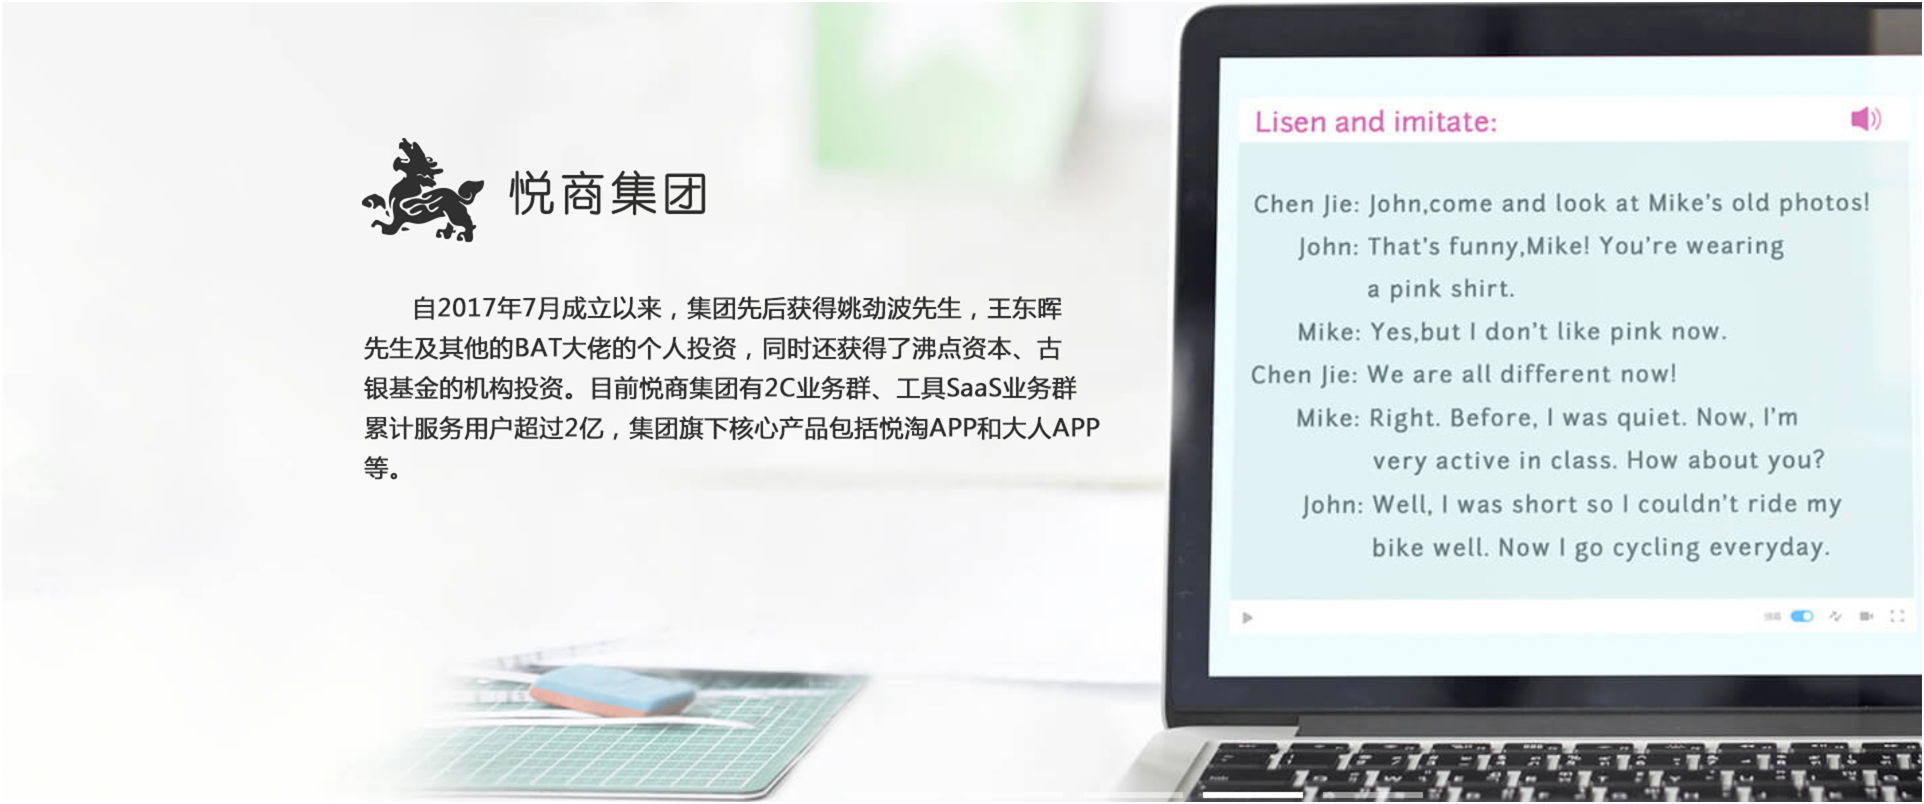 悦商集团
自2017年7月成立以来，集团先后获得姚劲波先生，王东晖
先生及其他的BAT大佬的个人投资，同时还获得了沸点资本、古
银基金的机构投资。目前悦商集团有2C业务群、工具SaaS业务群
累计服务用户超过2亿，集团旗下核心产品包括悦淘APP和大人APP
等。
Lisen and imitate:
Chen Jie: John,come and look at Mike's old photos!
John: That's funny,Mike! You're wearing
a pink shirt.
Mike: Yes,but I don't like pink now.
Chen Jie: We are all different now!
Mike: Right. Before, I was quiet. Now, I'm
very active in class. How about you?
John: Well, I was short so I couldn't ride my
bike well. Now I go cycling everyday.